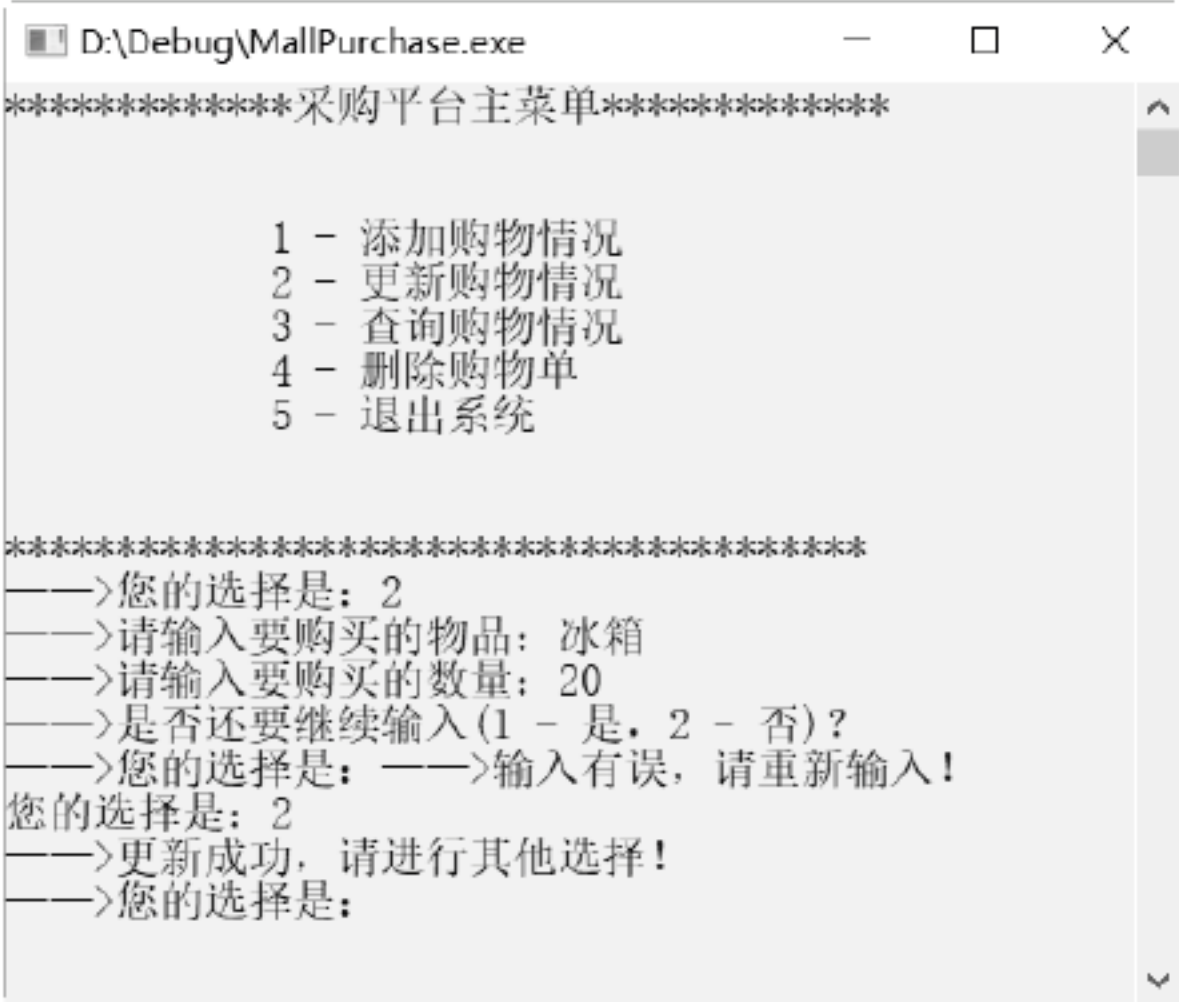 D:\Debug\MallPurchase.exe
*************采购平台主菜单*************
1 - 添加购物情况
2 - 更新购物情况
3 - 查询购物情况
4 - 删除购物单
5 - 退出系统
***************************************
——>您的选择是：2
——>请输入要购买的物品：冰箱
——>请输入要购买的数量：20
——>是否还要继续输入(1 - 是，2 - 否)?
——>您的选择是：——>输入有误，请重新输入!
您的选择是：2
——>更新成功，请进行其他选择!
——>您的选择是：